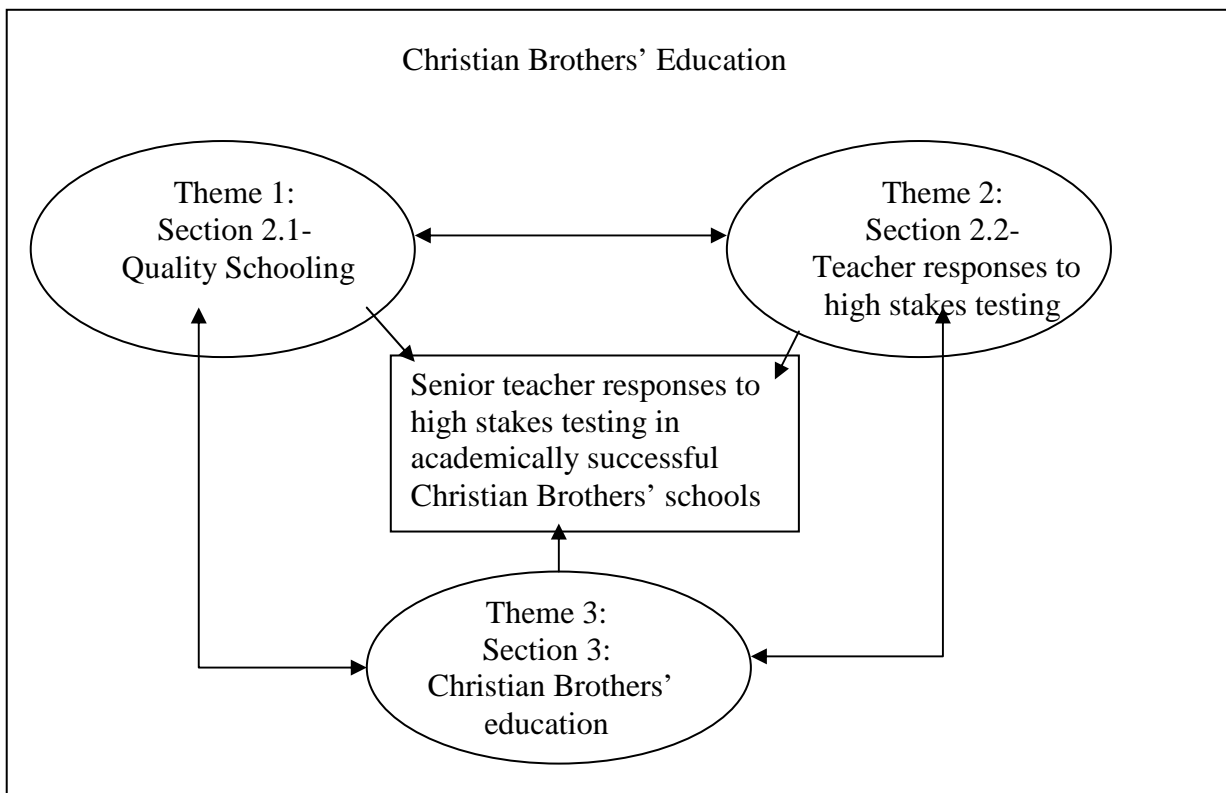 Christian Brothers’ Education
Theme 1:
Section 2.1-
Quality Schooling
Theme 2:
Section 2.2-
Teacher responses to
high stakes testing
Senior teacher responses to
high stakes testing in
academically successful
Christian Brothers’ schools
Theme 3:
Section 3:
Christian Brothers’
education